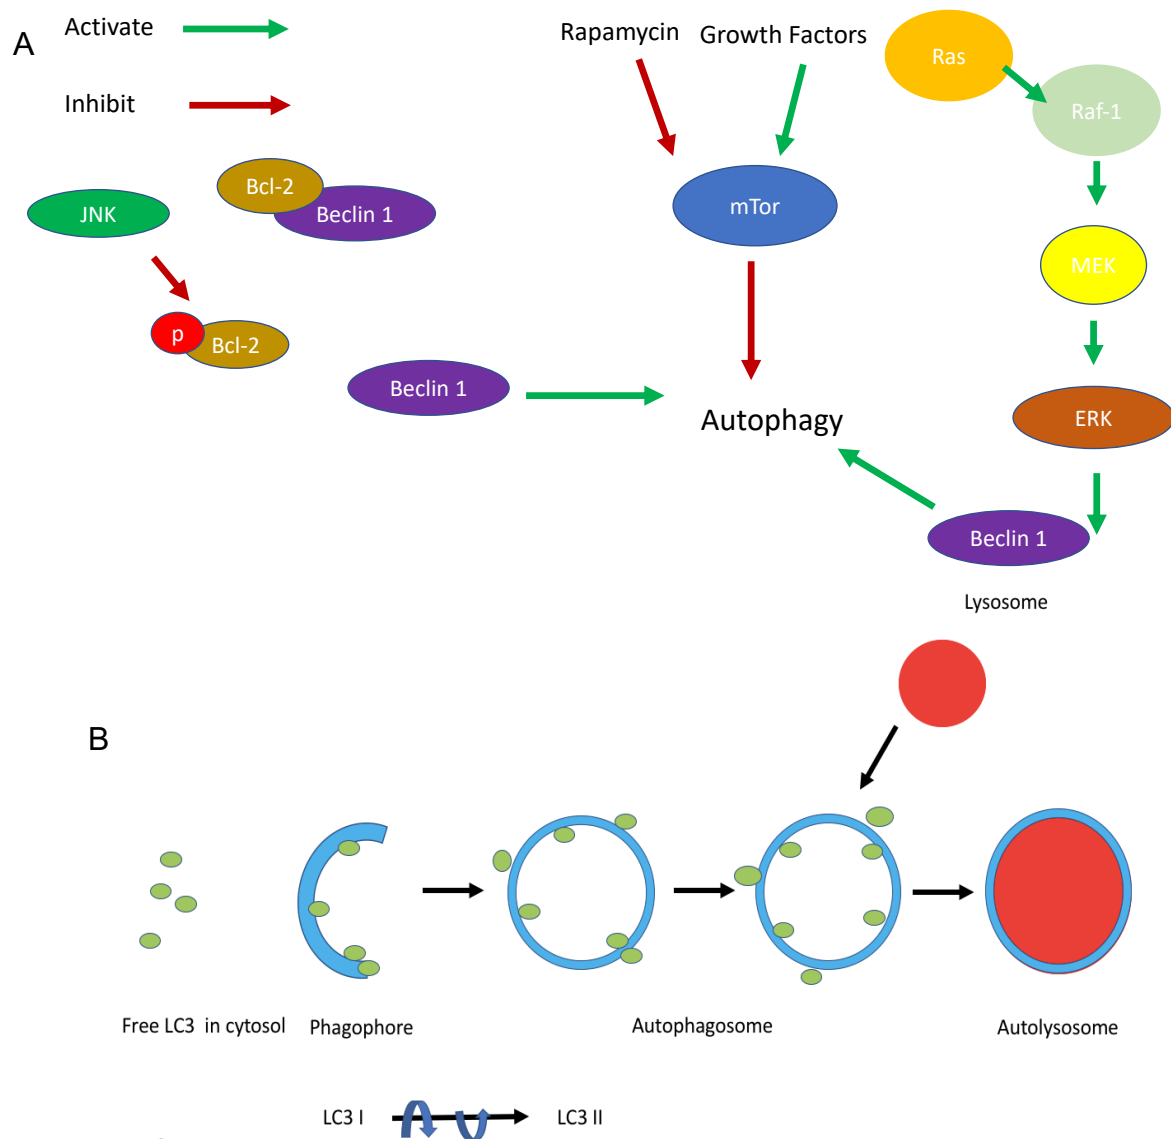 A
Activate
Inhibit
Rapamycin
Growth Factors
Ras
Raf-1
JNK
Bcl-2
Beclin 1
mTor
MEK
p
Bcl-2
Beclin 1
Autophagy
ERK
Beclin 1
Lysosome
B
Free LC3 in cytosol
Phagophore
Autophagosome
Autolysosome
LC3 I
LC3 II